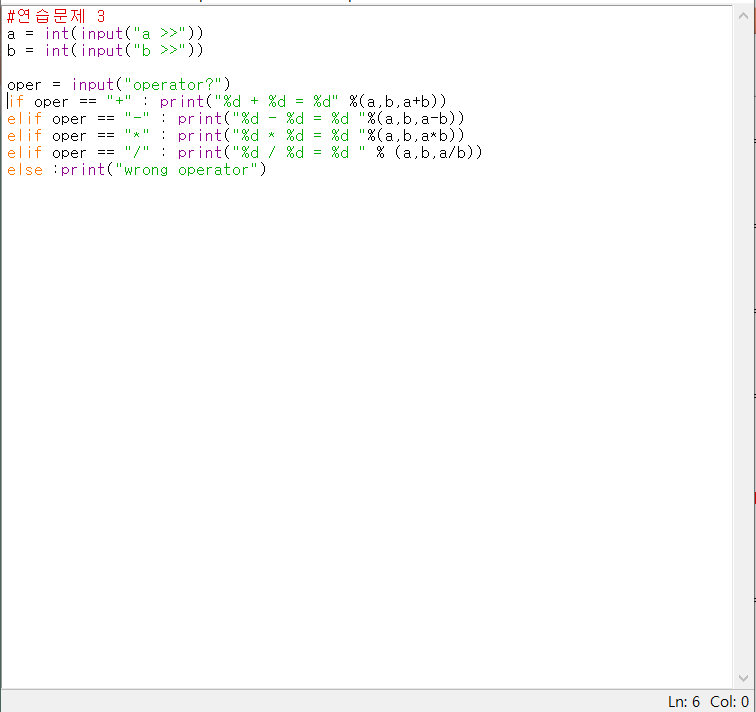 #연습문제 3
a = int(input("a >>"))
b = int(input("b >>"))
oper = input("operator?")
if oper == "+" : print("%d + %d = %d" %(a,b,a+b))
elif oper == "-" : print("%d - %d = %d "%(a,b,a-b))
elif oper == "*" : print("%d * %d = %d "%(a,b,a*b))
elif oper == "/" : print("%d / %d = %d " % (a,b,a/b))
else :print("wrong operator")
Ln: 6 Col: 0